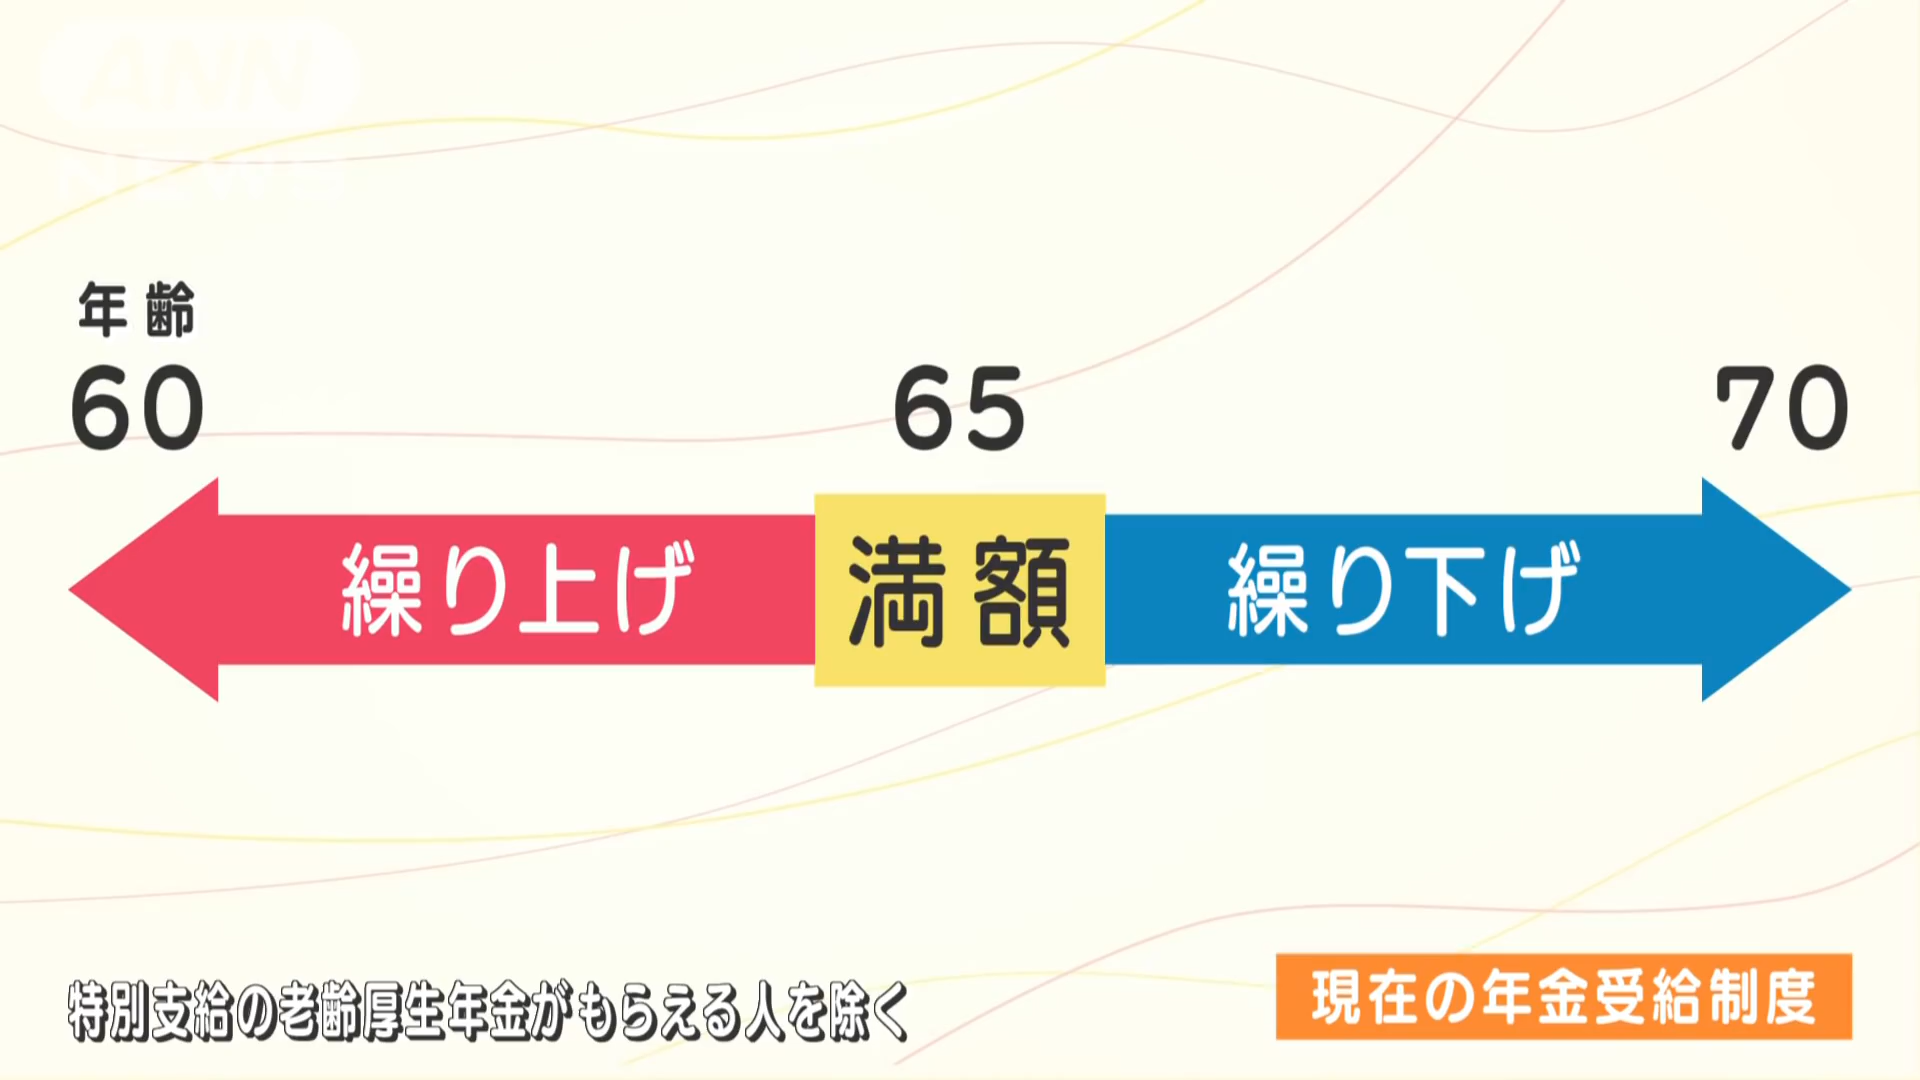 ANN
NEWS
年齢
60 65 70
繰り上げ 満額 繰り下げ
特別支給の老齢厚生年金がもらえる人を除く
現在の年金受給制度